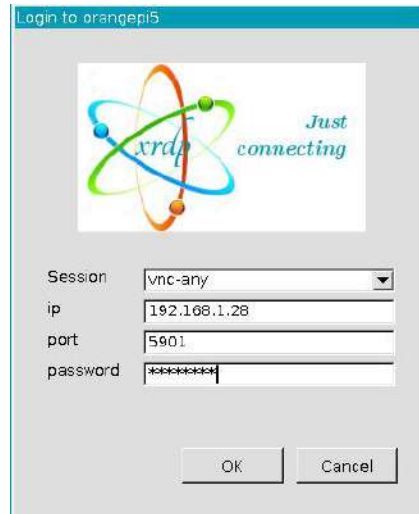 Login to orangepi5
xrdp
Just
connecting
Session vnc-any
ip 192.168.1.28
port 5901
password ********
OK Cancel